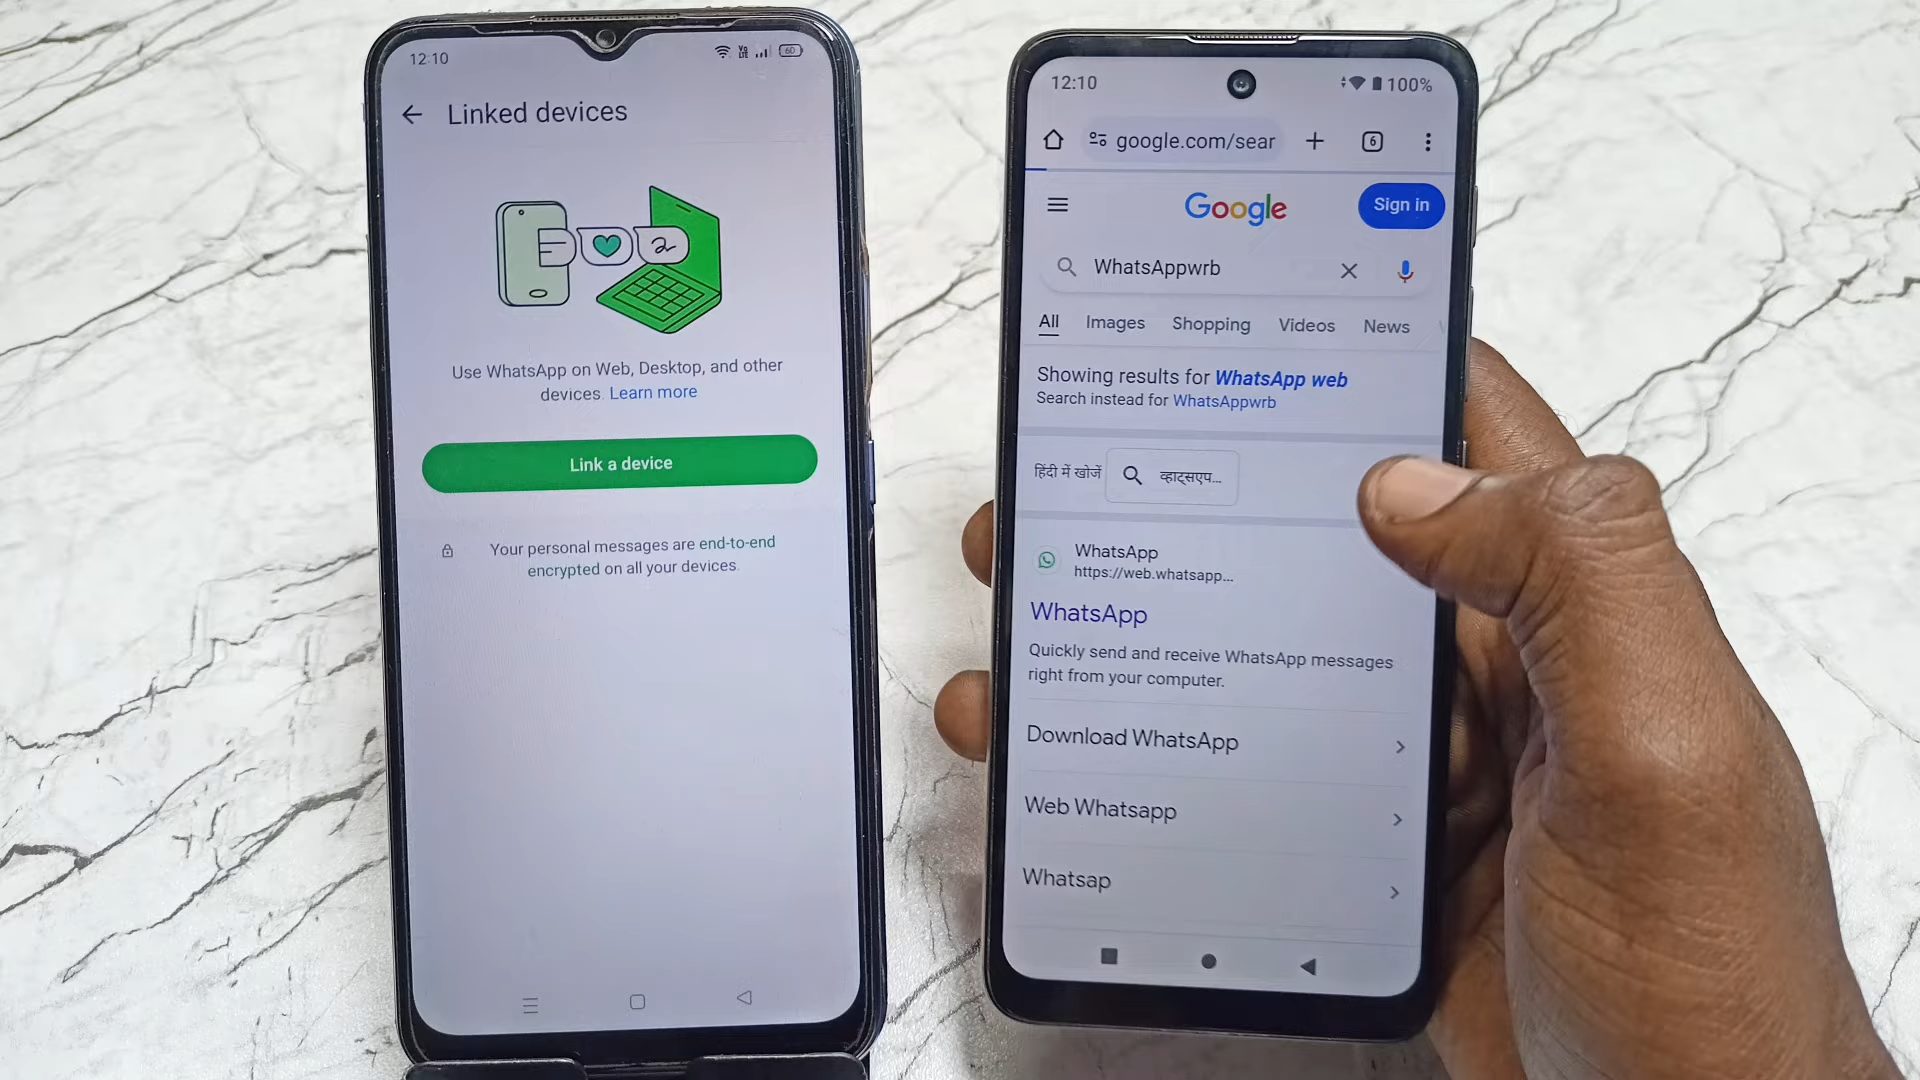 12:10
60
Linked devices
Use WhatsApp on Web, Desktop, and other
devices. Learn more
Link a device
Your personal messages are end-to-end
encrypted on all your devices.
12:10
100%
google.com/sear
6
Google
Sign in
WhatsAppwrb
All Images Shopping Videos News
Showing results for WhatsApp web
Search instead for WhatsAppwrb
हिंदी में खोजें
व्हाट्सएप...
WhatsApp
https://web.whatsapp...
WhatsApp
Quickly send and receive WhatsApp messages
right from your computer.
Download WhatsApp
Web Whatsapp
Whatsap